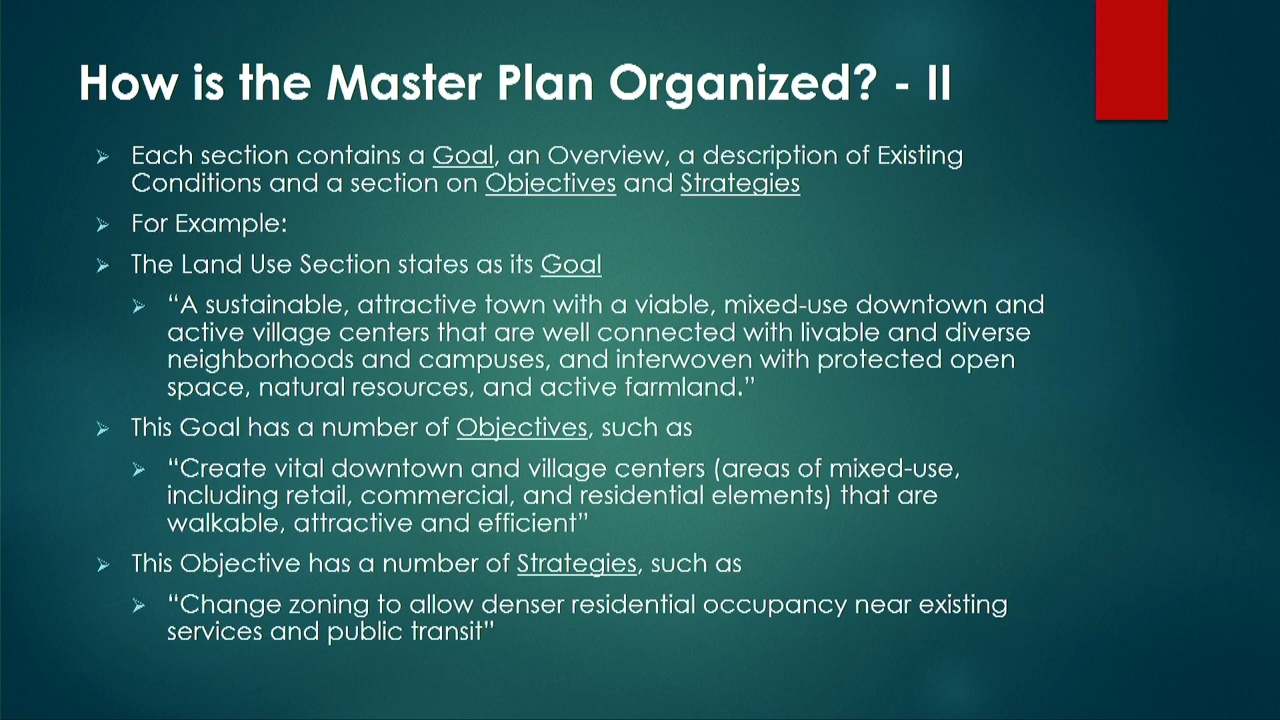 How is the Master Plan Organized? - II
Each section contains a Goal, an Overview, a description of Existing
Conditions and a section on Objectives and Strategies
For Example:
The Land Use Section states as its Goal
“A sustainable, attractive town with a viable, mixed-use downtown and
active village centers that are well connected with livable and diverse
neighborhoods and campuses, and interwoven with protected open
space, natural resources, and active farmland.”
This Goal has a number of Objectives, such as
“Create vital downtown and village centers (areas of mixed-use,
including retail, commercial, and residential elements) that are
walkable, attractive and efficient”
This Objective has a number of Strategies, such as
“Change zoning to allow denser residential occupancy near existing
services and public transit”